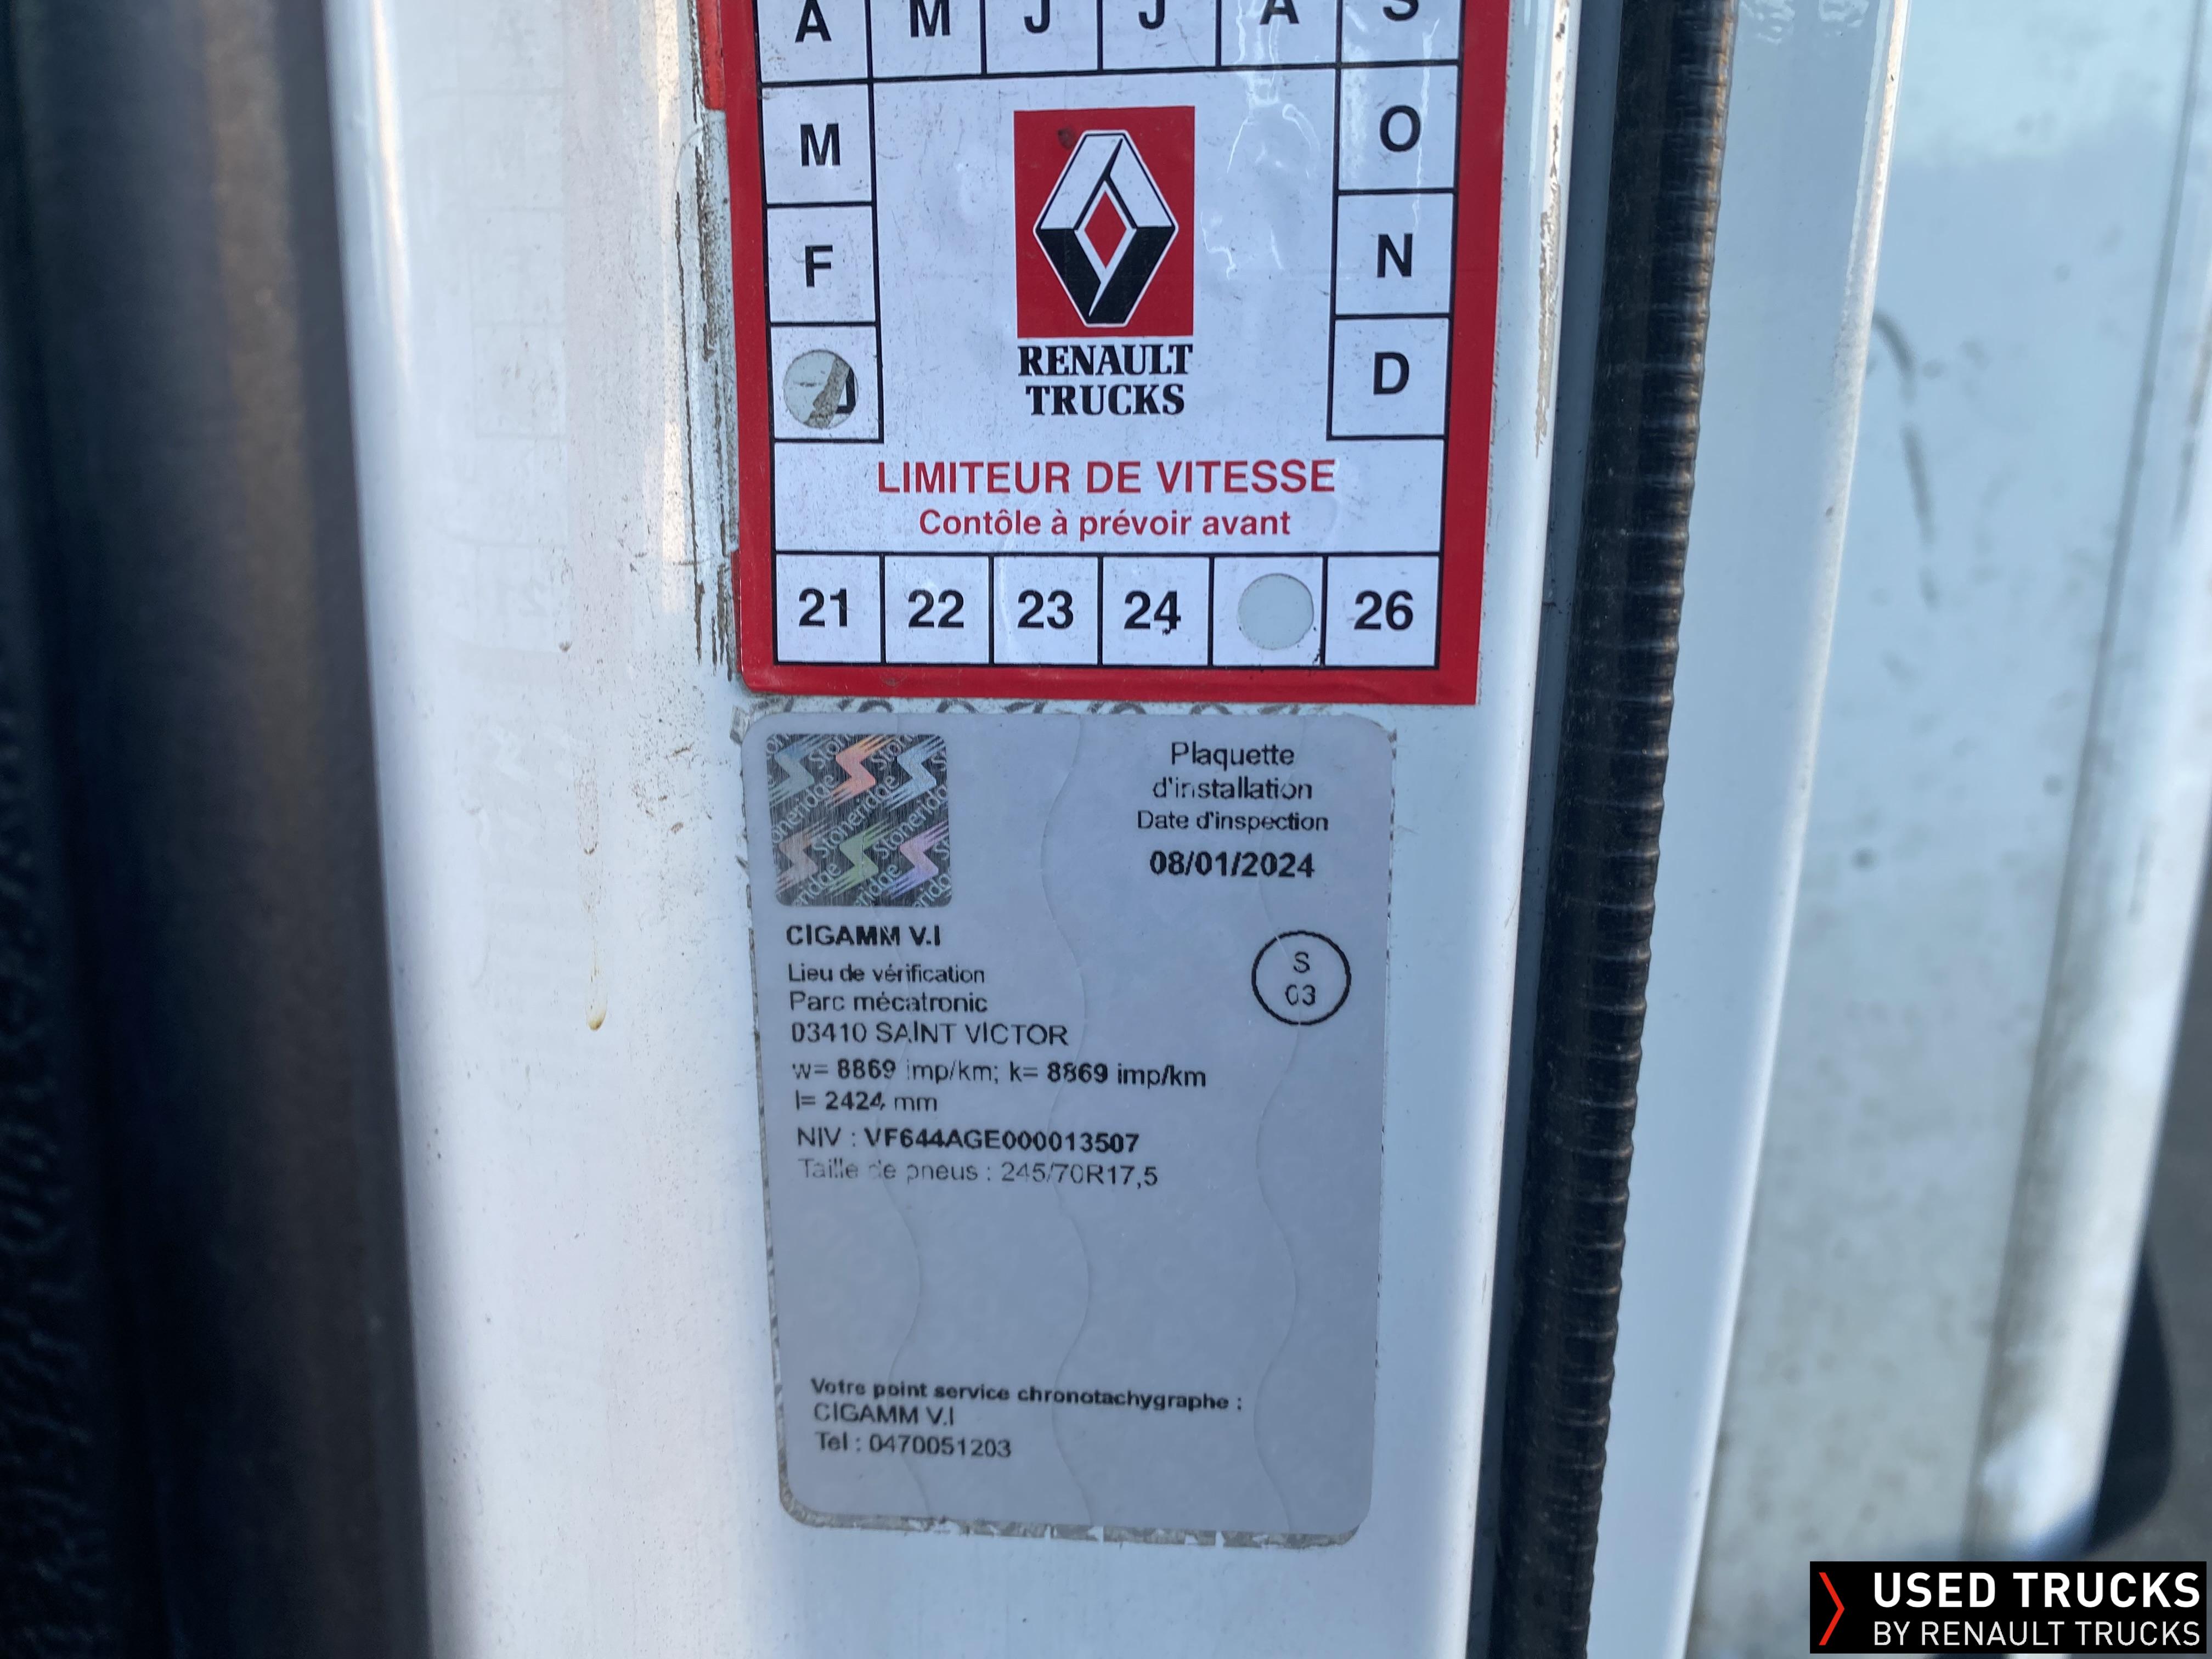 A M J J A S
M O
F N
D
RENAULT
TRUCKS
LIMITEUR DE VITESSE
Contôle à prévoir avant
21 22 23 24 26
Stoneridge
Plaquette
d'installation
Date d'inspection
08/01/2024
CIGAMM V.I
Lieu de vérification
Parc mécatronic
03410 SAINT VICTOR
S
03
w= 8869 imp/km; k= 8869 imp/km
l= 2424 mm
NIV : VF644AGE000013507
Taille de pneus : 245/70R17,5
Votre point service chronotachygraphe :
CIGAMM V.I
Tel : 0470051203
USED TRUCKS
BY RENAULT TRUCKS